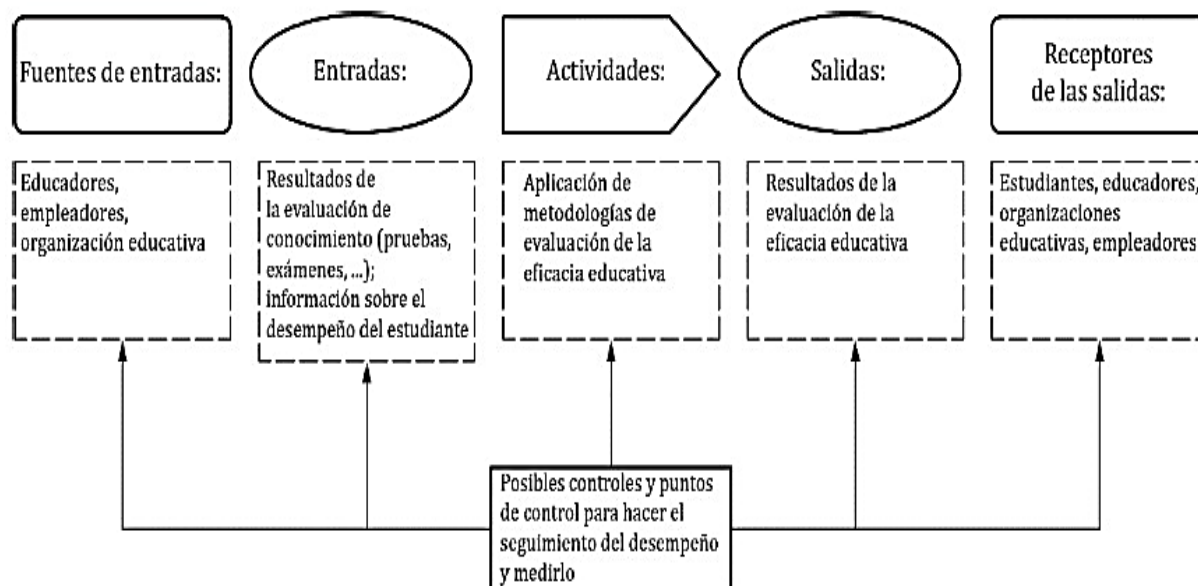 Fuentes de entradas:
Entradas:
Actividades:
Salidas:
Receptores
de las salidas:
Educadores,
empleadores,
organización educativa
Resultados de
la evaluación de
conocimiento (pruebas,
exámenes, ...);
información sobre el
desempeño del estudiante
Aplicación de
metodologías de
evaluación de la
eficacia educativa
Resultados de la
evaluación de la
eficacia educativa
Estudiantes, educadores,
organizaciones
educativas, empleadores
Posibles controles y puntos
de control para hacer el
seguimiento del desempeño
y medirlo